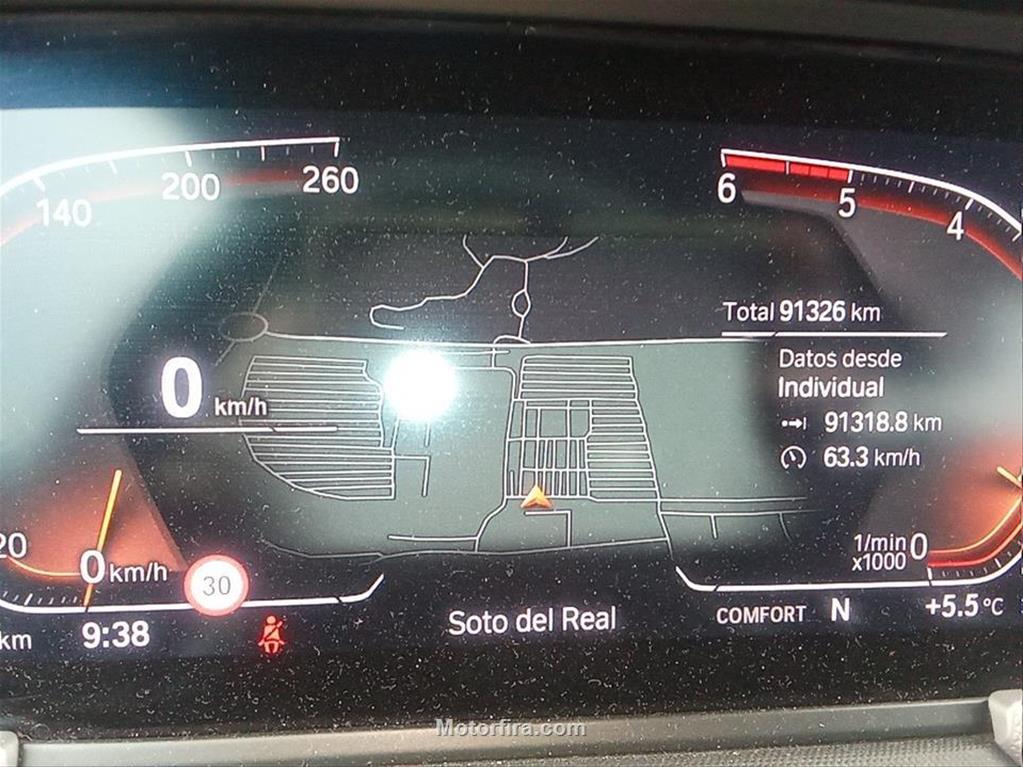 140 200 260
6 5 4
Total 91326 km
Datos desde
Individual
91318.8 km
63.3 km/h
0 km/h
20 0 km/h
30
1/min
x1000
0
km 9:38
Soto del Real
COMFORT N +5.5°C
Motorfira.com